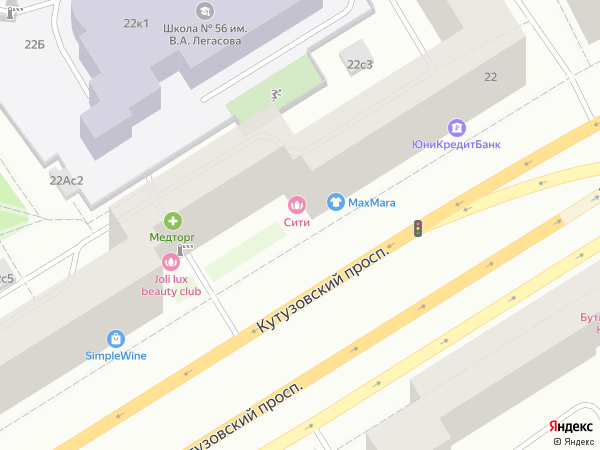 22к1
Школа № 56 им.
В.А. Легасова
22Б
22с3
22
ЮниКредитБанк
22Ас2
MaxMara
Сити
Медторг
Joli lux
beauty club
Кутузовский просп.
SimpleWine
тузовский просп.
Яндекс
© Яндекс